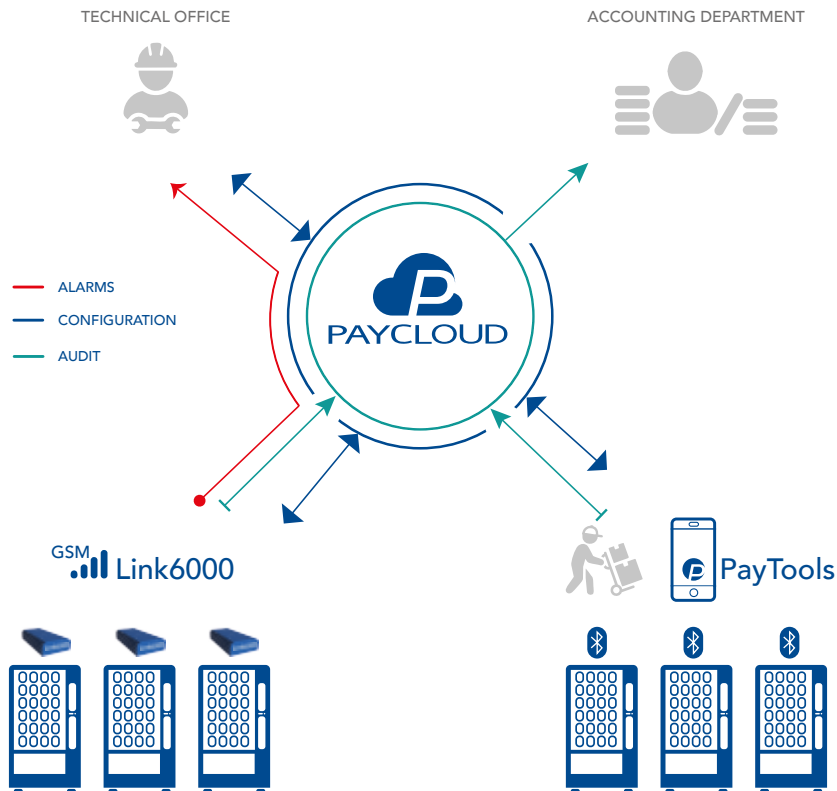 TECHNICAL OFFICE
ACCOUNTING DEPARTMENT
PAYCLOUD
ALARMS
CONFIGURATION
AUDIT
GSM
Link6000
PayTools